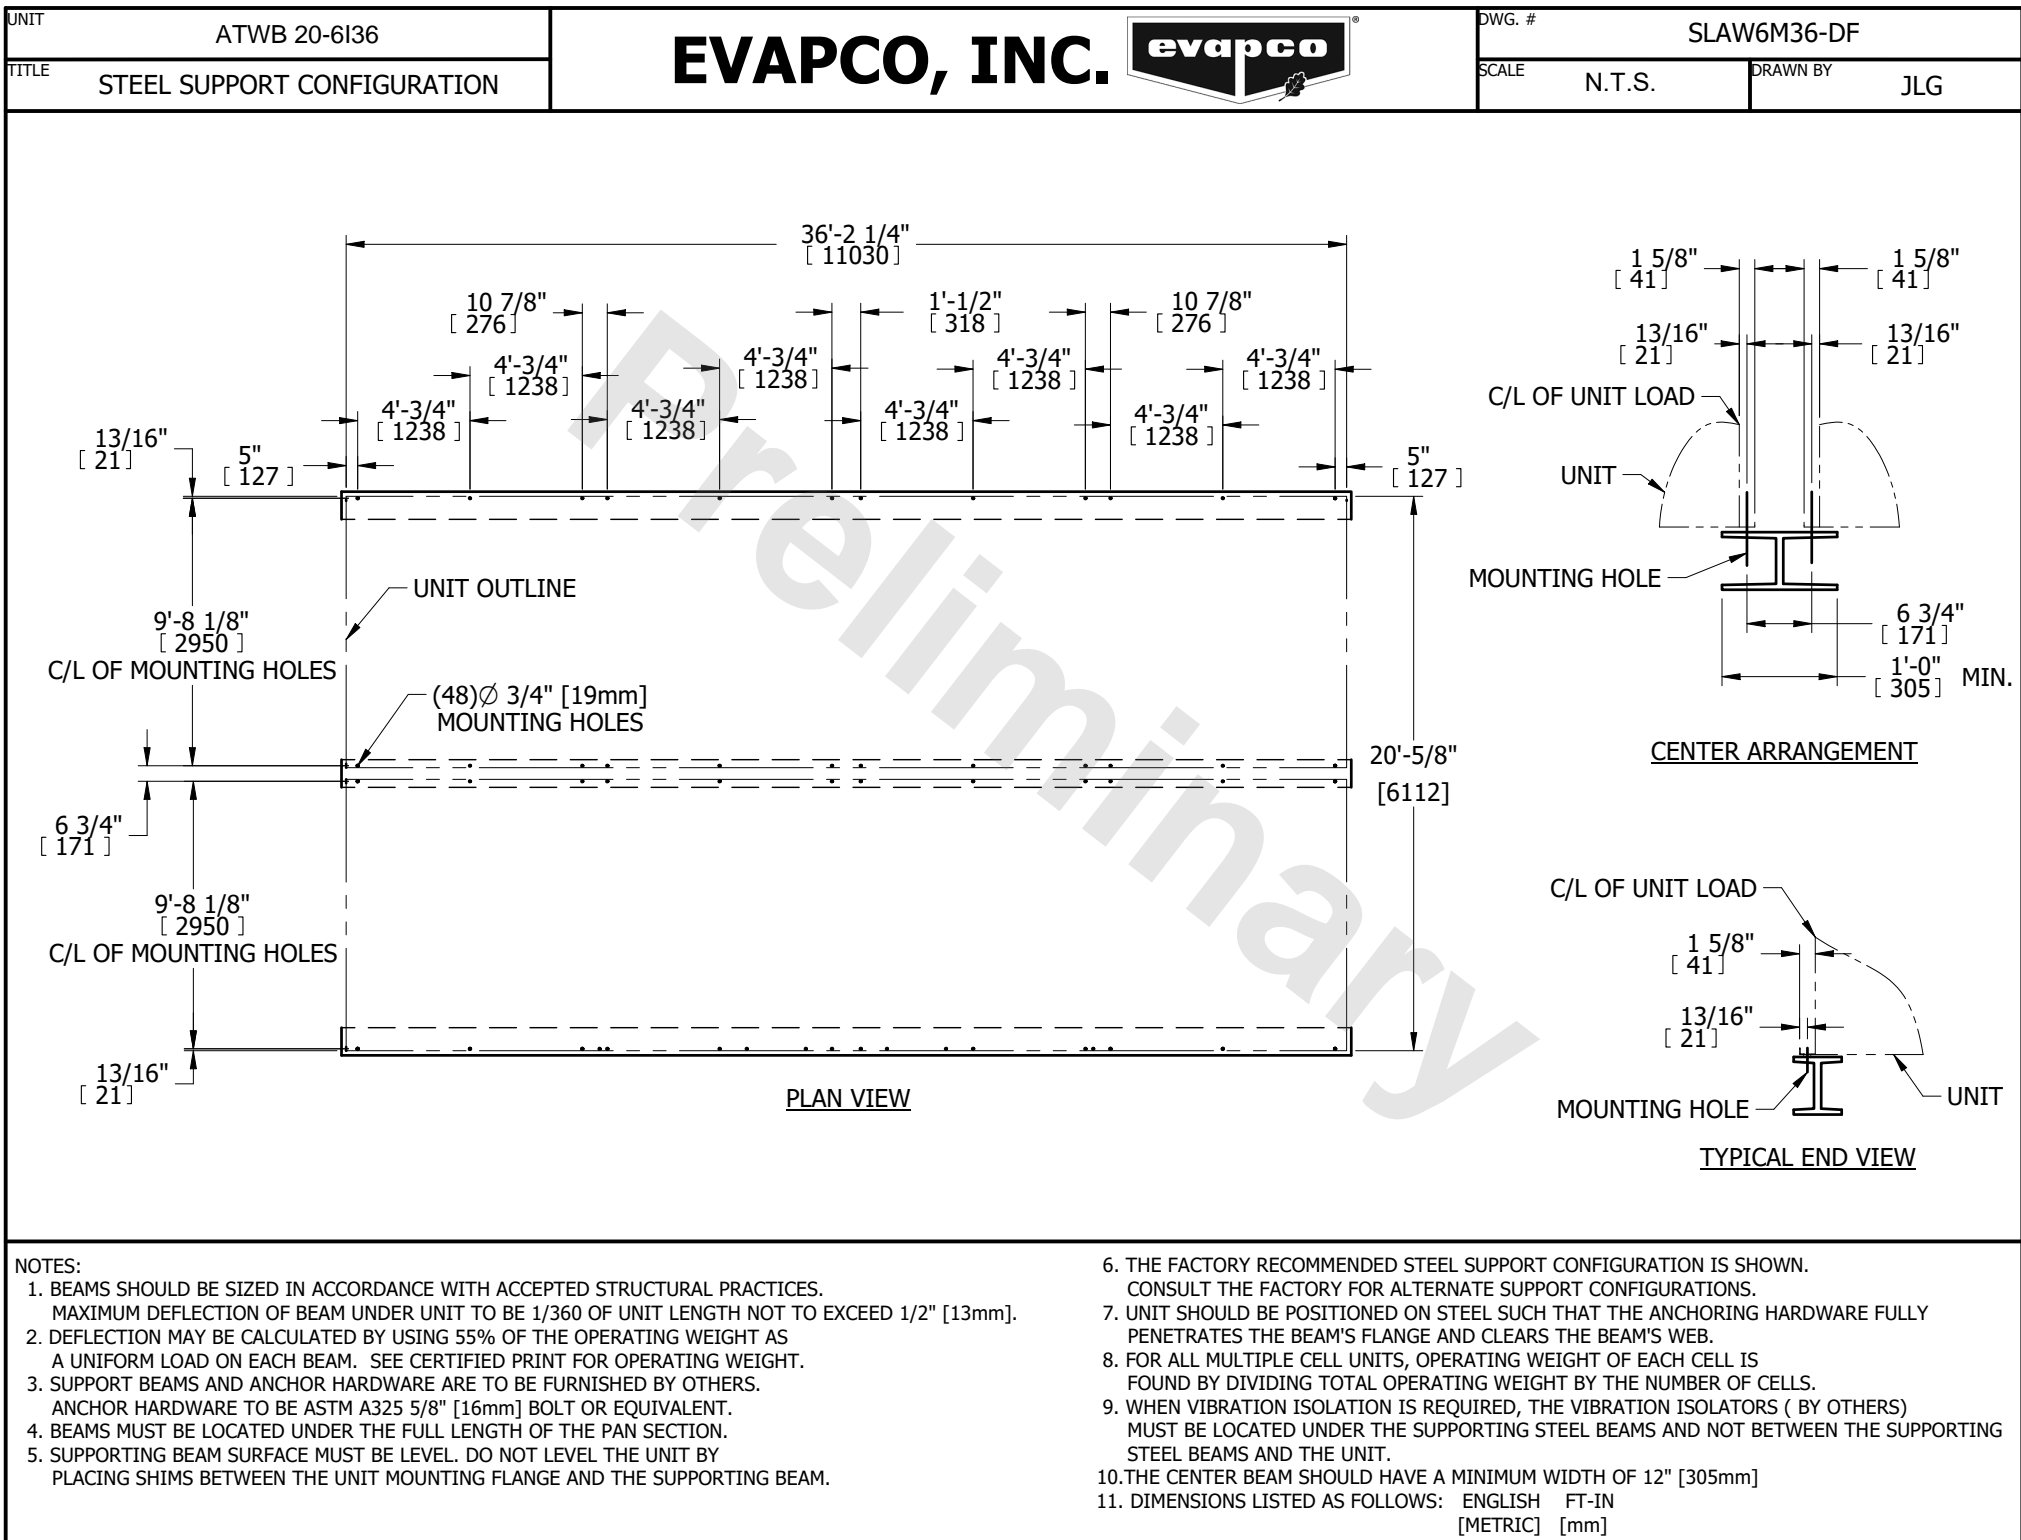 UNIT
ATWB 20-6I36
TITLE
STEEL SUPPORT CONFIGURATION
EVAPCO, INC.
evapco
®
DWG. #
SLAW6M36-DF
SCALE
N.T.S.
DRAWN BY
JLG
36'-2 1/4"
[ 11030 ]
10 7/8"
[ 276 ]
1'-1/2"
[ 318 ]
10 7/8"
[ 276 ]
4'-3/4"
[ 1238 ]
4'-3/4"
[ 1238 ]
4'-3/4"
[ 1238 ]
4'-3/4"
[ 1238 ]
4'-3/4"
[ 1238 ]
4'-3/4"
[ 1238 ]
4'-3/4"
[ 1238 ]
4'-3/4"
[ 1238 ]
13/16"
[ 21 ]
5"
[ 127 ]
5"
[ 127 ]
UNIT OUTLINE
9'-8 1/8"
[ 2950 ]
C/L OF MOUNTING HOLES
(48)Ø 3/4" [19mm]
MOUNTING HOLES
20'-5/8"
[6112]
6 3/4"
[ 171 ]
9'-8 1/8"
[ 2950 ]
C/L OF MOUNTING HOLES
13/16"
[ 21 ]
PLAN VIEW
Preliminary
1 5/8"
[ 41 ]
1 5/8"
[ 41 ]
13/16"
[ 21 ]
13/16"
[ 21 ]
C/L OF UNIT LOAD
UNIT
MOUNTING HOLE
6 3/4"
[ 171 ]
1'-0"
[ 305 ]
MIN.
CENTER ARRANGEMENT
C/L OF UNIT LOAD
1 5/8"
[ 41 ]
13/16"
[ 21 ]
MOUNTING HOLE
UNIT
TYPICAL END VIEW
NOTES:
1. BEAMS SHOULD BE SIZED IN ACCORDANCE WITH ACCEPTED STRUCTURAL PRACTICES.
MAXIMUM DEFLECTION OF BEAM UNDER UNIT TO BE 1/360 OF UNIT LENGTH NOT TO EXCEED 1/2" [13mm].
2. DEFLECTION MAY BE CALCULATED BY USING 55% OF THE OPERATING WEIGHT AS
A UNIFORM LOAD ON EACH BEAM. SEE CERTIFIED PRINT FOR OPERATING WEIGHT.
3. SUPPORT BEAMS AND ANCHOR HARDWARE ARE TO BE FURNISHED BY OTHERS.
ANCHOR HARDWARE TO BE ASTM A325 5/8" [16mm] BOLT OR EQUIVALENT.
4. BEAMS MUST BE LOCATED UNDER THE FULL LENGTH OF THE PAN SECTION.
5. SUPPORTING BEAM SURFACE MUST BE LEVEL. DO NOT LEVEL THE UNIT BY
PLACING SHIMS BETWEEN THE UNIT MOUNTING FLANGE AND THE SUPPORTING BEAM.
6. THE FACTORY RECOMMENDED STEEL SUPPORT CONFIGURATION IS SHOWN.
CONSULT THE FACTORY FOR ALTERNATE SUPPORT CONFIGURATIONS.
7. UNIT SHOULD BE POSITIONED ON STEEL SUCH THAT THE ANCHORING HARDWARE FULLY
PENETRATES THE BEAM'S FLANGE AND CLEARS THE BEAM'S WEB.
8. FOR ALL MULTIPLE CELL UNITS, OPERATING WEIGHT OF EACH CELL IS
FOUND BY DIVIDING TOTAL OPERATING WEIGHT BY THE NUMBER OF CELLS.
9. WHEN VIBRATION ISOLATION IS REQUIRED, THE VIBRATION ISOLATORS ( BY OTHERS)
MUST BE LOCATED UNDER THE SUPPORTING STEEL BEAMS AND NOT BETWEEN THE SUPPORTING
STEEL BEAMS AND THE UNIT.
10.THE CENTER BEAM SHOULD HAVE A MINIMUM WIDTH OF 12" [305mm]
11. DIMENSIONS LISTED AS FOLLOWS: ENGLISH FT-IN
[METRIC] [mm]